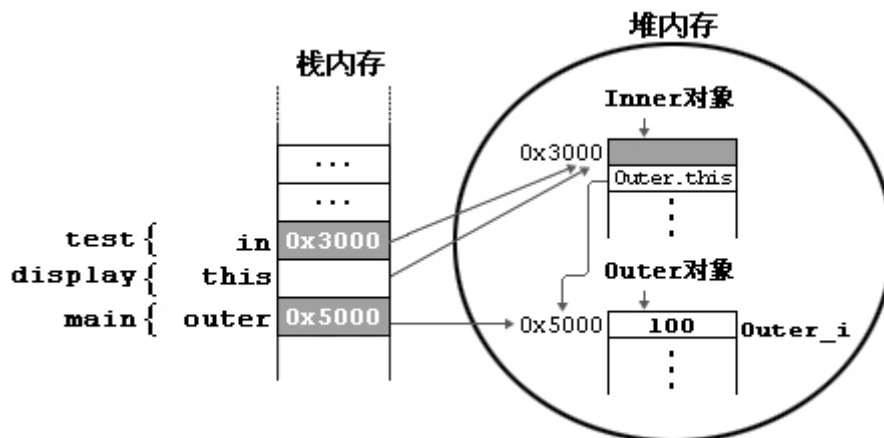 堆内存
栈内存
Inner对象
0x3000
Outer.this
...
...
test { in 0x3000
display { this
Outer对象
main { outer 0x5000
0x5000 100 Outer_i